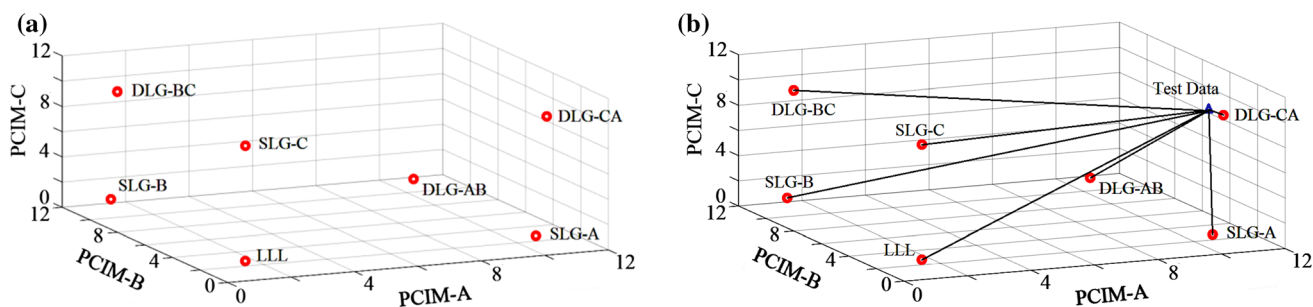 (a)
PCIM-C
12
8
4
0
12
8
4
0
PCIM-B
0
4
8
12
PCIM-A
DLG-BC
SLG-C
DLG-CA
SLG-B
DLG-AB
SLG-A
LLL
(b)
PCIM-C
12
8
4
0
12
8
4
0
PCIM-B
0
4
8
12
PCIM-A
Test Data
DLG-BC
DLG-CA
SLG-C
SLG-B
DLG-AB
SLG-A
LLL